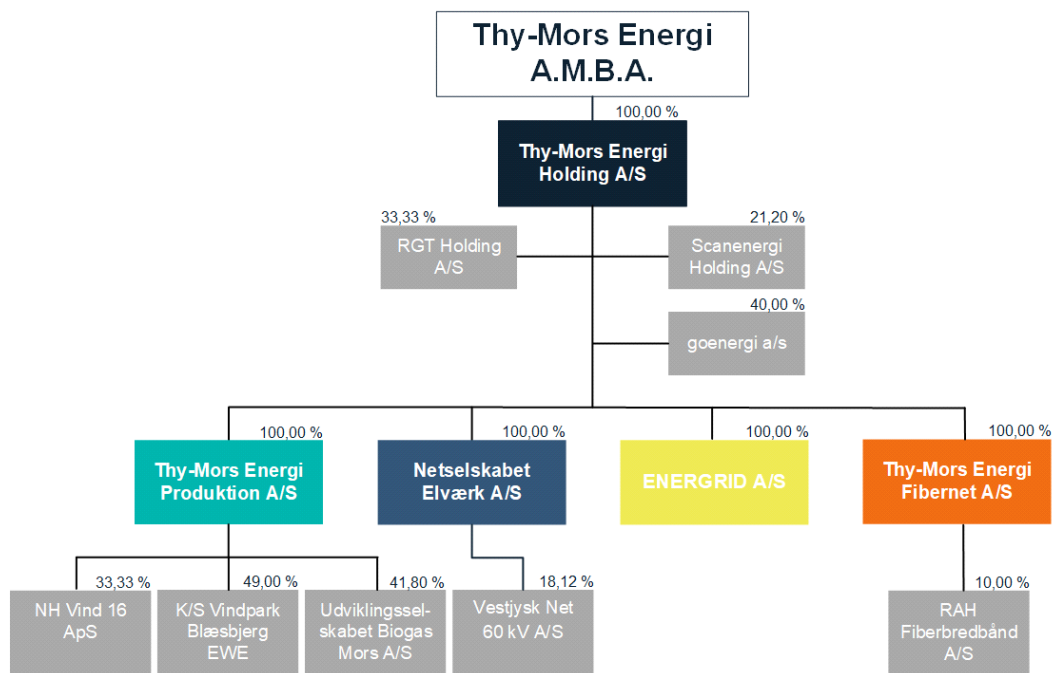 Thy-Mors Energi
A.M.B.A.
100,00 %
Thy-Mors Energi
Holding A/S
33,33 %
RGT Holding
A/S
21,20 %
Scanenergi
Holding A/S
40,00 %
goenergi a/s
100,00 %
Thy-Mors Energi
Produktion A/S
100,00 %
Netselskabet
Elværk A/S
100,00 %
ENERGRID A/S
100,00 %
Thy-Mors Energi
Fibernet A/S
33,33 %
NH Vind 16
ApS
49,00 %
K/S Vindpark
Blæsbjerg
EWE
41,80 %
Udviklingssel-
skabet Biogas
Mors A/S
18,12 %
Vestjysk Net
60 kV A/S
10,00 %
RAH
Fiberbredbånd
A/S